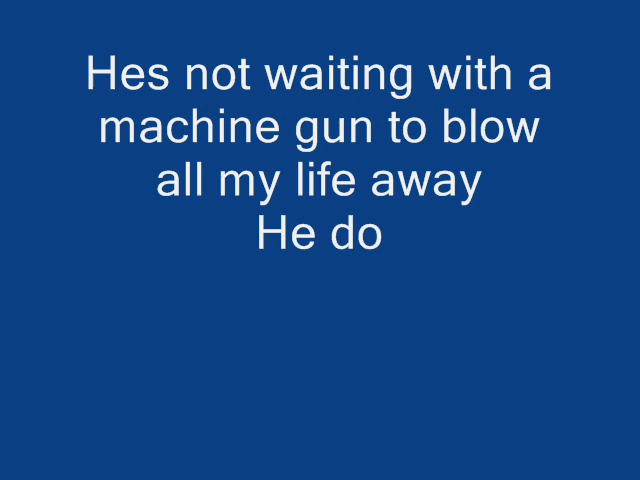 Hes not waiting with a
machine gun to blow
all my life away
He do